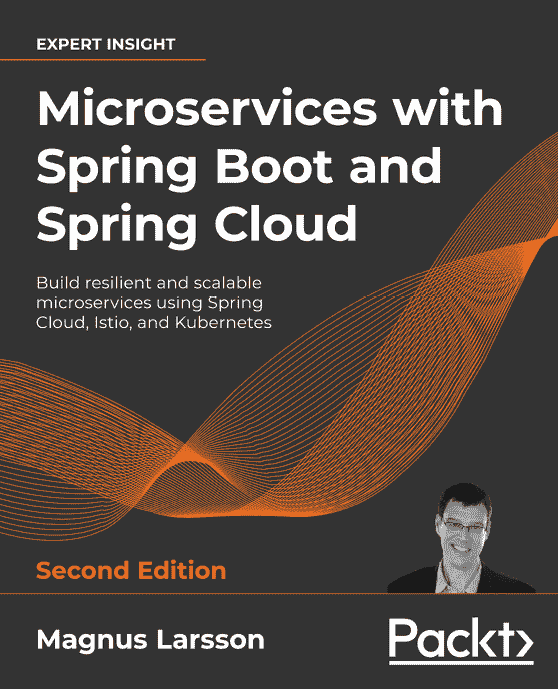 EXPERT INSIGHT
Microservices with
Spring Boot and
Spring Cloud
Build resilient and scalable
microservices using Spring
Cloud, Istio, and Kubernetes
Second Edition
Magnus Larsson
Packt